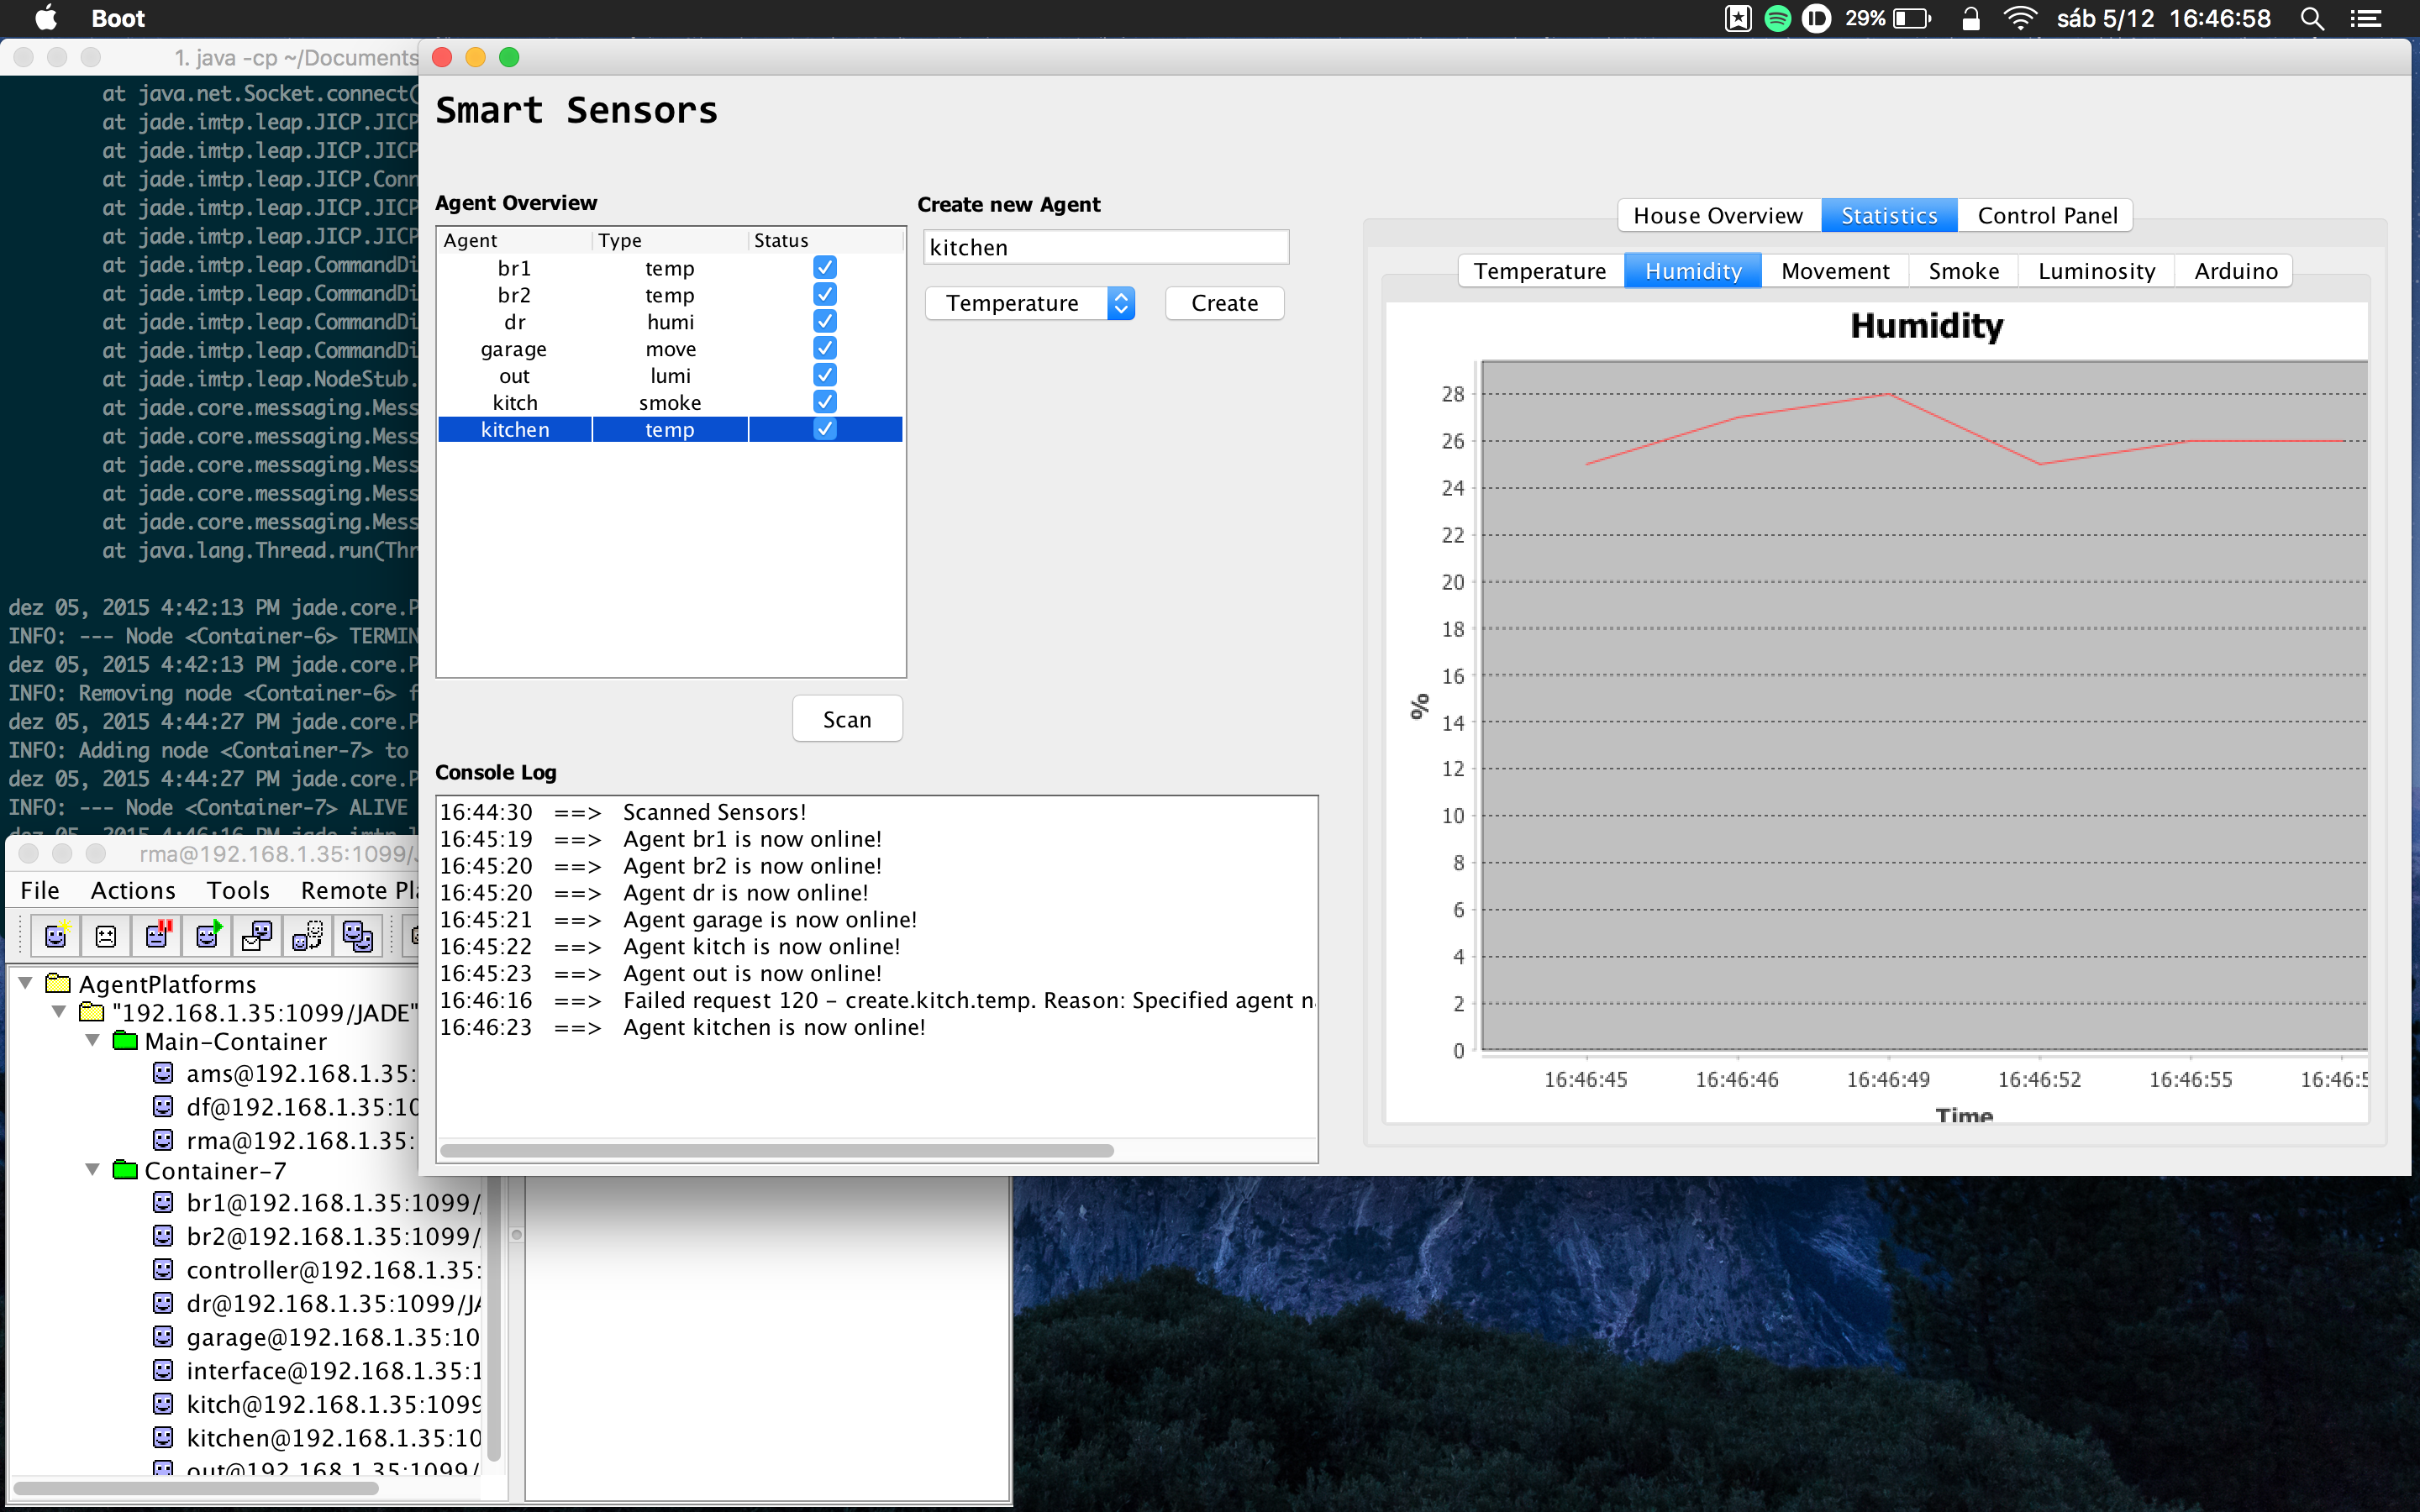 Boot
29%
sáb 5/12 16:46:58
1. java -cp ~/Documents
at java.net.Socket.connect(
at jade.imtp.leap.JICP.JICP
at jade.imtp.leap.JICP.JICP
at jade.imtp.leap.JICP.Conn
at jade.imtp.leap.JICP.JICP
at jade.imtp.leap.JICP.JICP
at jade.imtp.leap.CommandDi
at jade.imtp.leap.CommandDi
at jade.imtp.leap.CommandDi
at jade.imtp.leap.CommandDi
at jade.imtp.leap.NodeStub.
at jade.core.messaging.Mess
at jade.core.messaging.Mess
at jade.core.messaging.Mess
at jade.core.messaging.Mess
at jade.core.messaging.Mess
at java.lang.Thread.run(Thr
dez 05, 2015 4:42:13 PM jade.core.P
INFO: --- Node <Container-6> TERMIN
dez 05, 2015 4:42:13 PM jade.core.P
INFO: Removing node <Container-6> f
dez 05, 2015 4:44:27 PM jade.core.P
INFO: Adding node <Container-7> to
dez 05, 2015 4:44:27 PM jade.core.P
INFO: --- Node <Container-7> ALIVE
dez 05, 2015 4:46:16 PM jade.imtp.l
Smart Sensors
Agent Overview
Agent Type Status
br1 temp
br2 temp
dr humi
garage move
out lumi
kitch smoke
kitchen temp
Scan
Create new Agent
kitchen
Temperature Create
Console Log
16:44:30 ==> Scanned Sensors!
16:45:19 ==> Agent br1 is now online!
16:45:20 ==> Agent br2 is now online!
16:45:20 ==> Agent dr is now online!
16:45:21 ==> Agent garage is now online!
16:45:22 ==> Agent kitch is now online!
16:45:23 ==> Agent out is now online!
16:46:16 ==> Failed request 120 - create.kitch.temp. Reason: Specified agent n
16:46:23 ==> Agent kitchen is now online!
House Overview Statistics Control Panel
Temperature Humidity Movement Smoke Luminosity Arduino
Humidity
28
26
24
22
20
18
16
14
12
10
8
6
4
2
0
%
16:46:45 16:46:46 16:46:49 16:46:52 16:46:55 16:46:5
Time
rma@192.168.1.35:1099/J
File Actions Tools Remote Pla
AgentPlatforms
"192.168.1.35:1099/JADE"
Main-Container
ams@192.168.1.35:
df@192.168.1.35:10
rma@192.168.1.35:
Container-7
br1@192.168.1.35:1099/
br2@192.168.1.35:1099/
controller@192.168.1.35:
dr@192.168.1.35:1099/JA
garage@192.168.1.35:10
interface@192.168.1.35:1
kitch@192.168.1.35:1099
kitchen@192.168.1.35:10
out@192.168.1.35:1099/